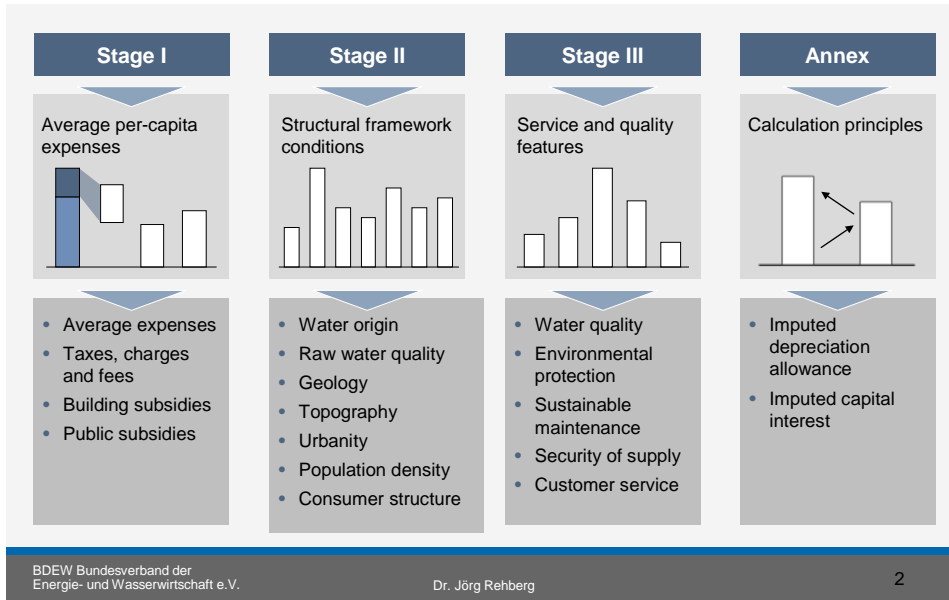 Stage I
Average per-capita
expenses
• Average expenses
• Taxes, charges
and fees
• Building subsidies
• Public subsidies
Stage II
Structural framework
conditions
• Water origin
• Raw water quality
• Geology
• Topography
• Urbanity
• Population density
• Consumer structure
Stage III
Service and quality
features
• Water quality
• Environmental
protection
• Sustainable
maintenance
• Security of supply
• Customer service
Annex
Calculation principles
• Imputed
depreciation
allowance
• Imputed capital
interest
BDEW Bundesverband der
Energie- und Wasserwirtschaft e.V.
Dr. Jörg Rehberg
2